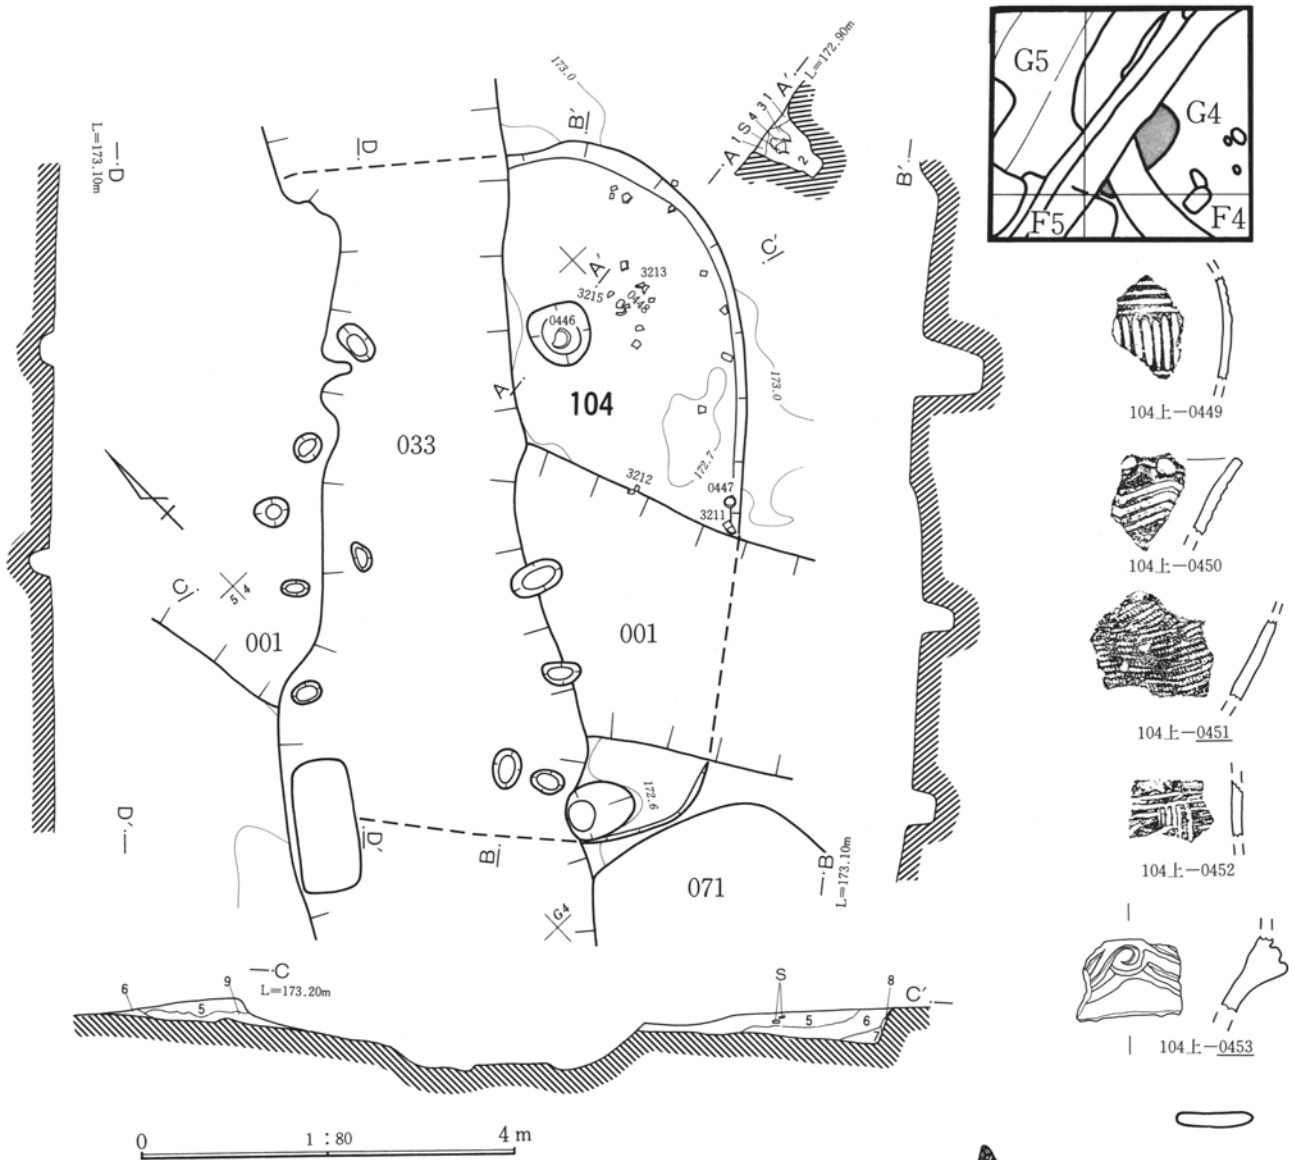 173.0
A′
L=172.90m
1
3
4
S
1
A
2
G5
G4
F5
F4
D
L=173.10m
D
B′
B′
C′
A′
3213
3215
0448
0446
A
104
173.0
172.7
033
3212
0447
3211
C
5 4
001
001
172.6
D′
D′
B
B
L=173.10m
071
G4
104上-0449
104上-0450
104上-0451
104上-0452
104上-0453
6
9
C
L=173.20m
5
S
8
C′
5
6
7
0
1 : 80
4 m